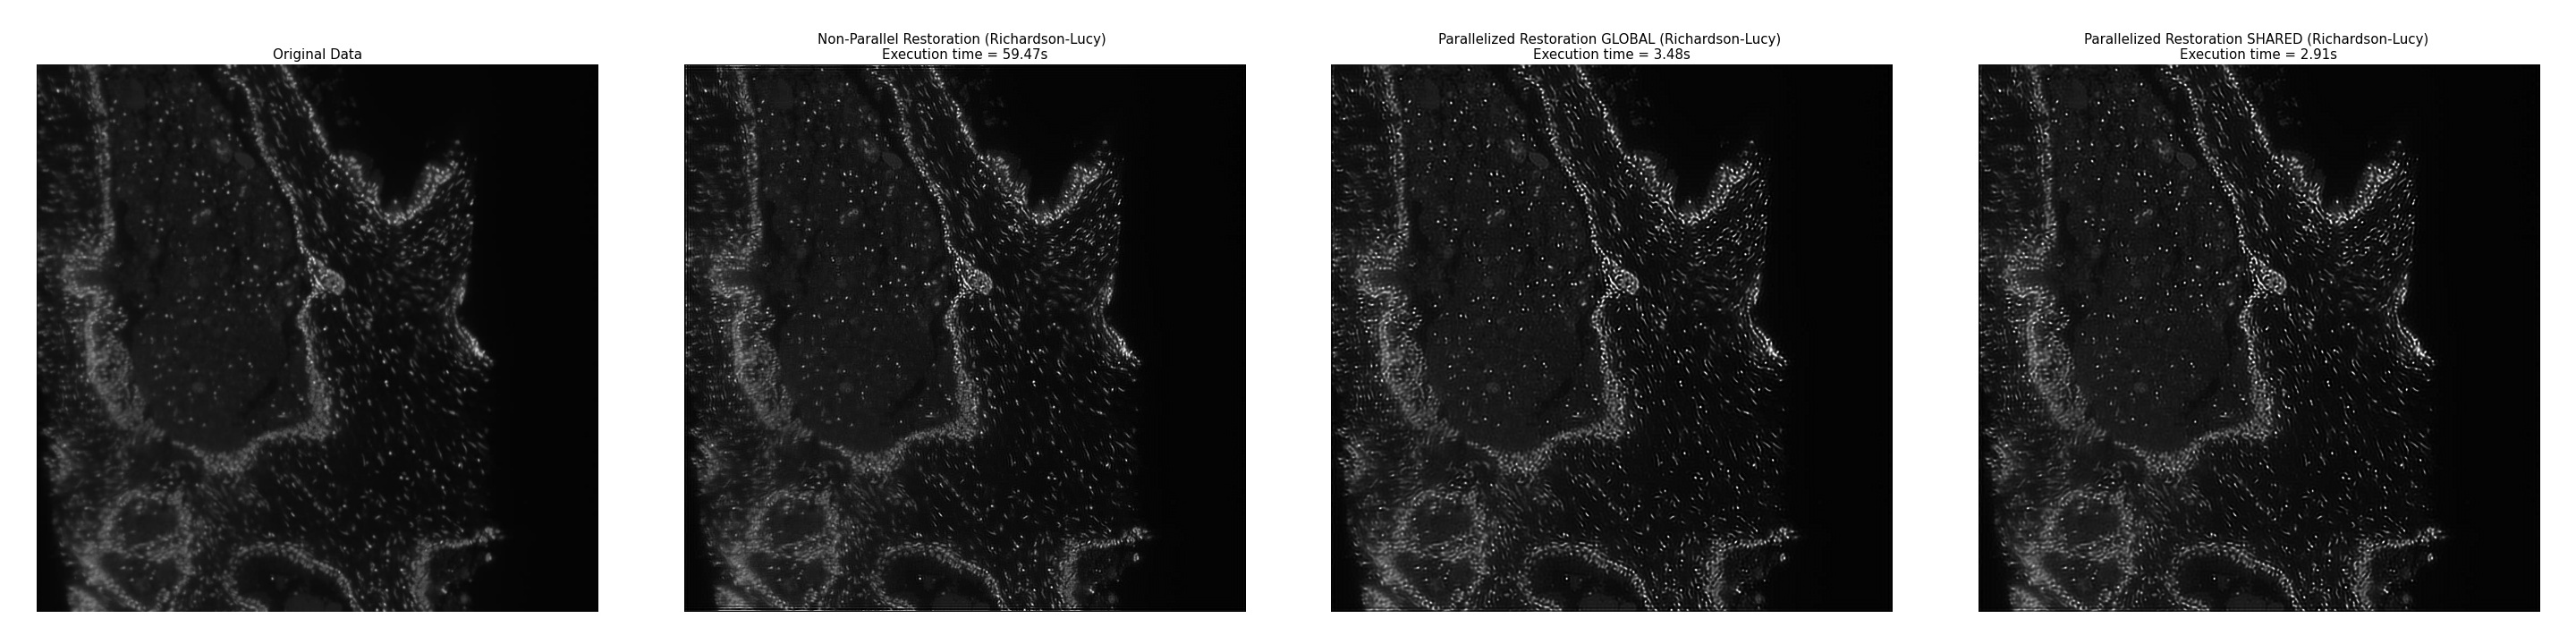 Original Data
Non-Parallel Restoration (Richardson-Lucy)
Execution time = 59.47s
Parallelized Restoration GLOBAL (Richardson-Lucy)
Execution time = 3.48s
Parallelized Restoration SHARED (Richardson-Lucy)
Execution time = 2.91s